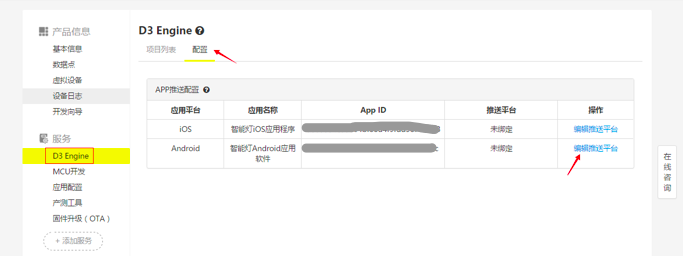 产品信息
基本信息
数据点
虚拟设备
设备日志
开发向导
服务
D3 Engine
MCU开发
应用配置
产测工具
固件升级（OTA）
+ 添加服务
D3 Engine ?
项目列表 配置
APP推送配置 ?
应用平台 应用名称 App ID 推送平台 操作
iOS 智能灯iOS应用程序 未绑定 编辑推送平台
Android 智能灯Android应用
软件 未绑定 编辑推送平台
在
线
咨
询